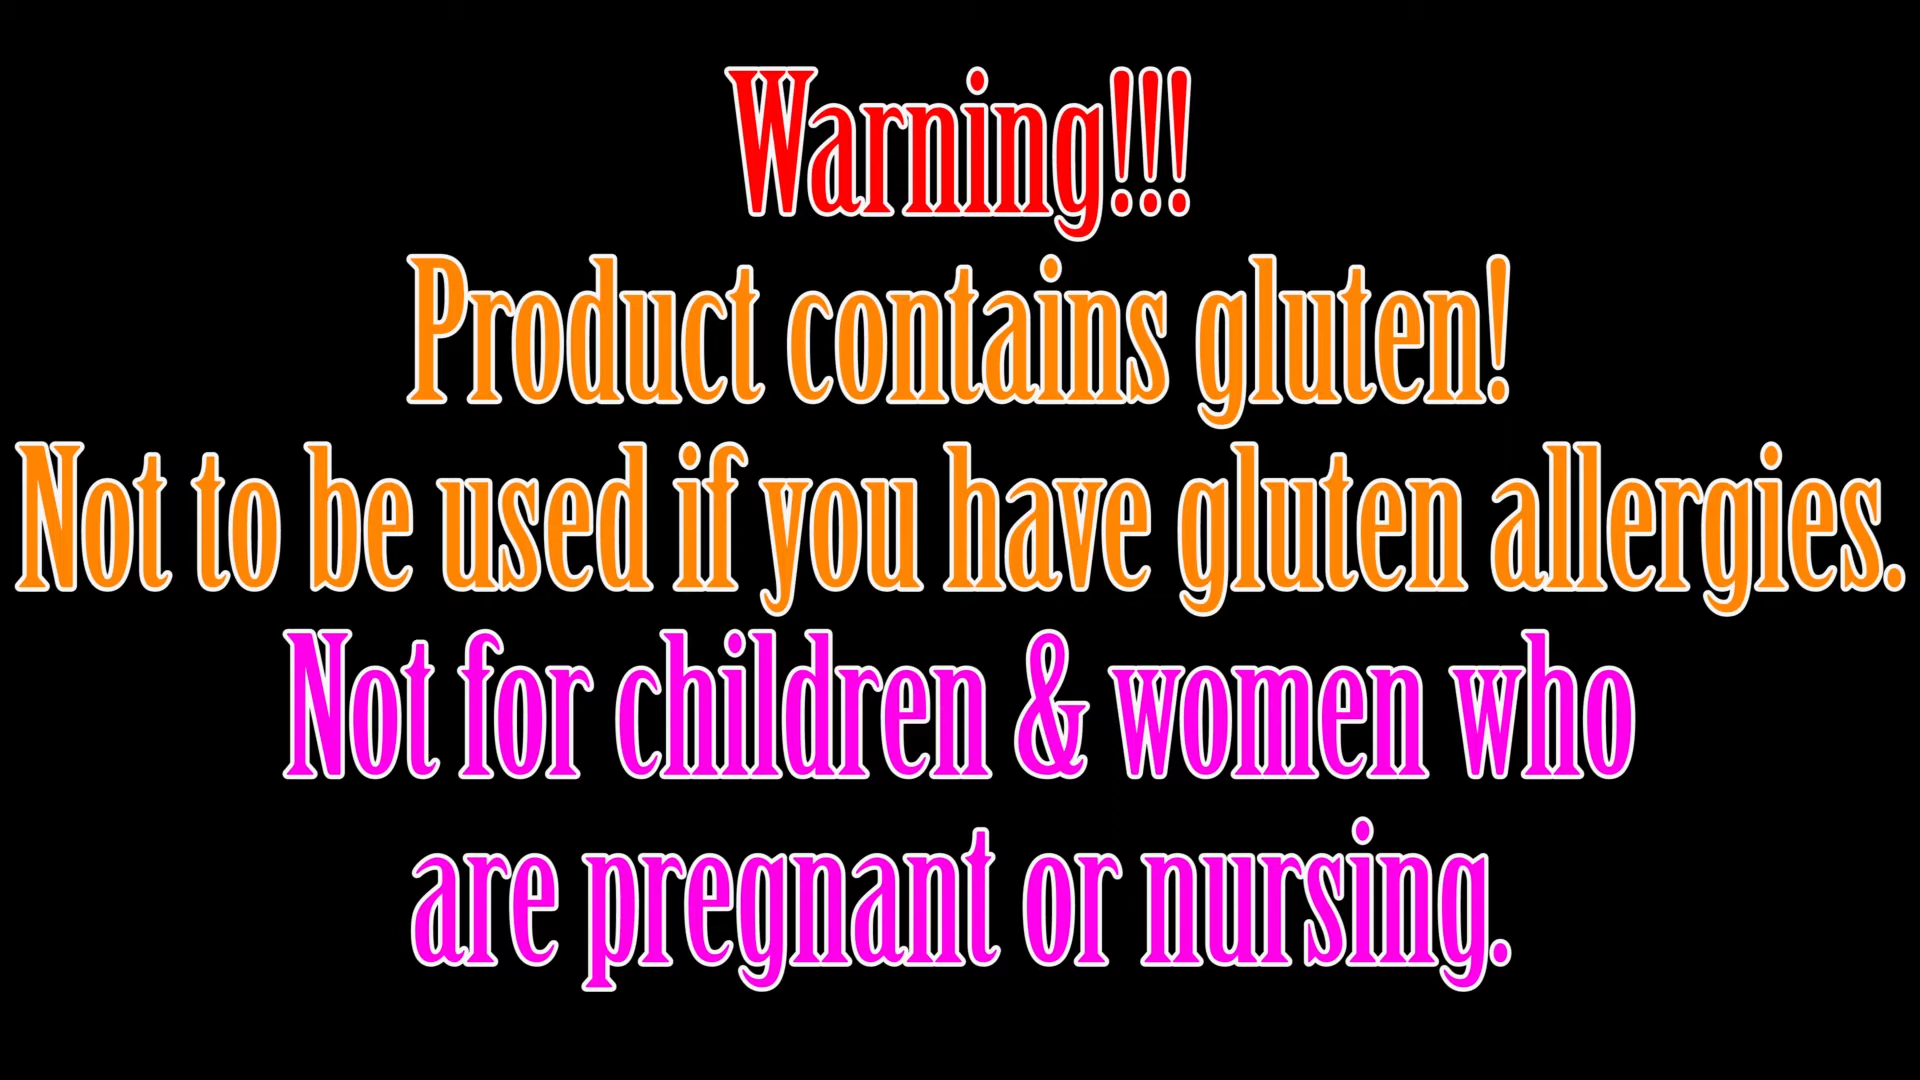 Warning!!!
Product contains gluten!
Not to be used if you have gluten allergies.
Not for children & women who
are pregnant or nursing.